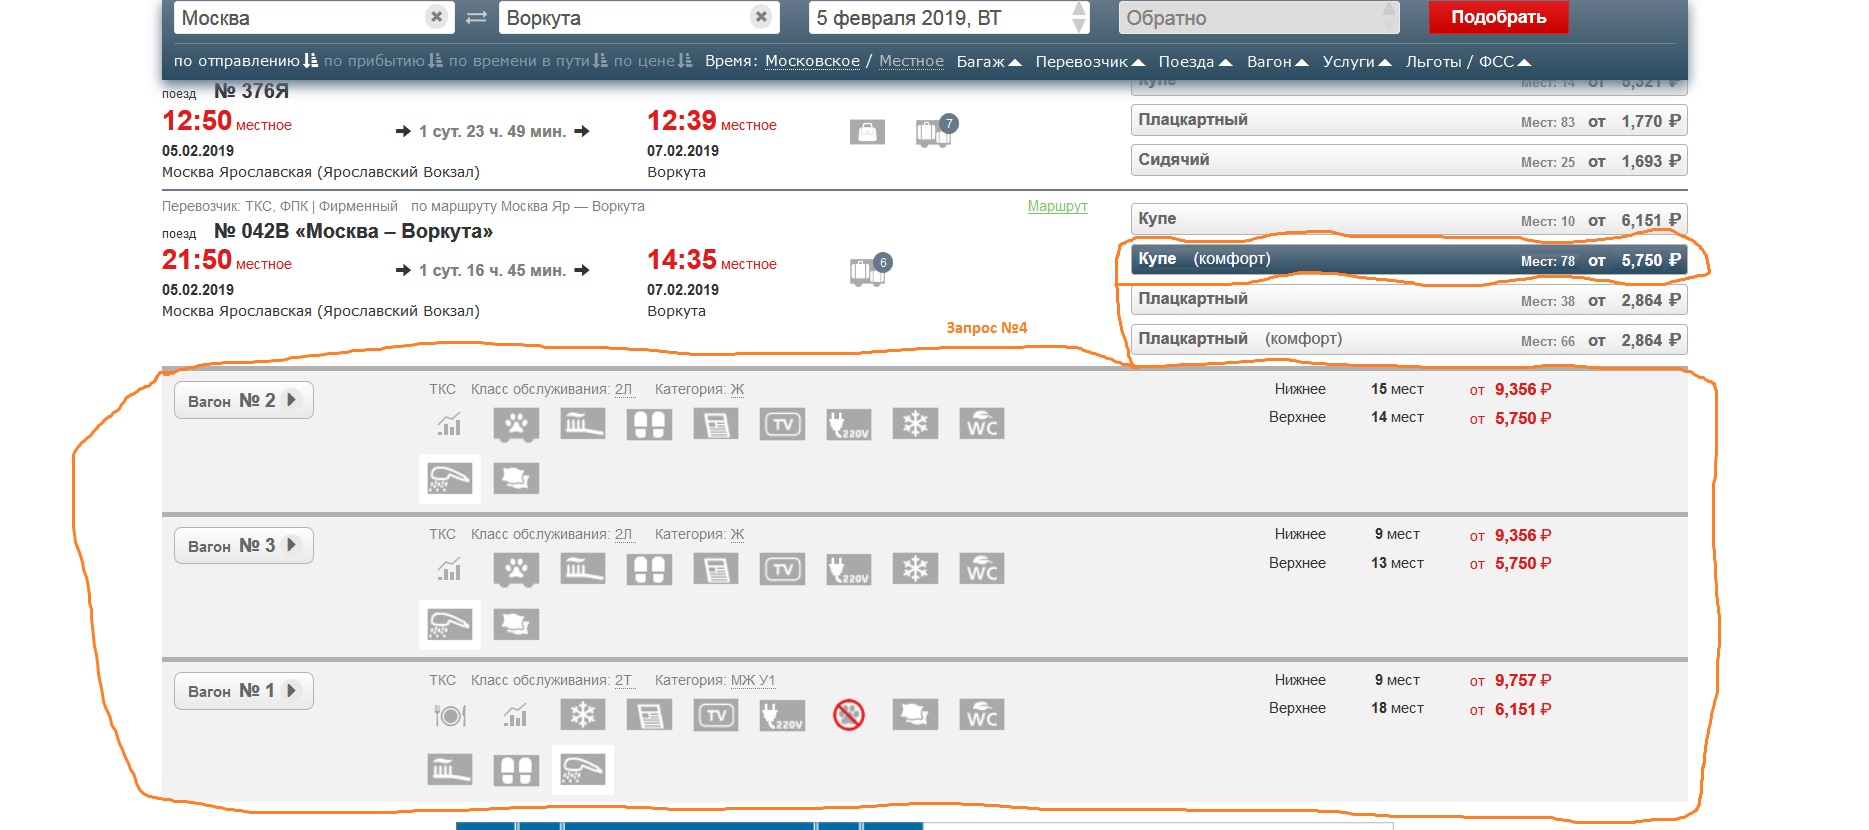 Москва Воркута 5 февраля 2019, ВТ Обратно Подобрать
по отправлению по прибытию по времени в пути по цене Время: Московское / Местное Багаж Перевозчик Поезда Вагон Услуги Льготы / ФСС
Купе Мест: 14 от 5,321 ₽
поезд № 376Я
12:50 местное 1 сут. 23 ч. 49 мин. 12:39 местное 7
05.02.2019 07.02.2019
Москва Ярославская (Ярославский Вокзал) Воркута
Плацкартный Мест: 83 от 1,770 ₽
Сидячий Мест: 25 от 1,693 ₽
Перевозчик: ТКС, ФПК | Фирменный по маршруту Москва Яр — Воркута Маршрут
поезд № 042В «Москва – Воркута»
21:50 местное 1 сут. 16 ч. 45 мин. 14:35 местное 6
05.02.2019 07.02.2019
Москва Ярославская (Ярославский Вокзал) Воркута
Купе Мест: 10 от 6,151 ₽
Купе (комфорт) Мест: 78 от 5,750 ₽
Плацкартный Мест: 38 от 2,864 ₽
Плацкартный (комфорт) Мест: 66 от 2,864 ₽
Запрос №4
Вагон № 2 ТКС Класс обслуживания: 2Л Категория: Ж Нижнее 15 мест от 9,356 ₽
Верхнее 14 мест от 5,750 ₽
TV 220V WC
Вагон № 3 ТКС Класс обслуживания: 2Л Категория: Ж Нижнее 9 мест от 9,356 ₽
Верхнее 13 мест от 5,750 ₽
TV 220V WC
Вагон № 1 ТКС Класс обслуживания: 2Т Категория: МЖ У1 Нижнее 9 мест от 9,757 ₽
Верхнее 18 мест от 6,151 ₽
TV 220V WC